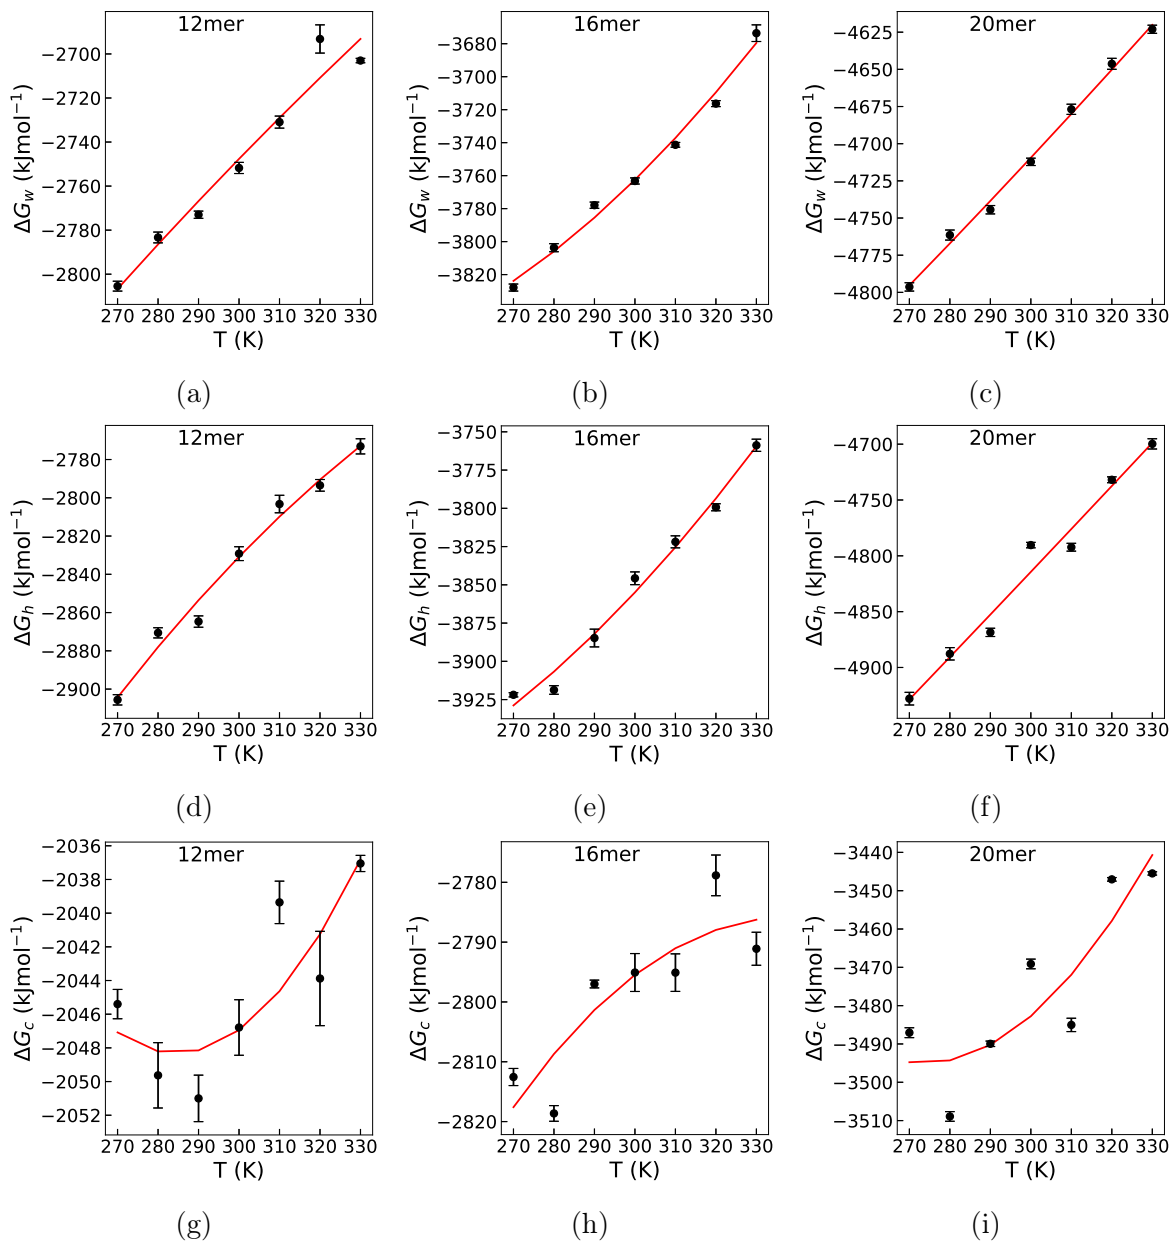 12mer
ΔG_w (kJmol⁻¹)
−2700
−2720
−2740
−2760
−2780
−2800
270 280 290 300 310 320 330
T (K)
(a)
16mer
ΔG_w (kJmol⁻¹)
−3680
−3700
−3720
−3740
−3760
−3780
−3800
−3820
270 280 290 300 310 320 330
T (K)
(b)
20mer
ΔG_w (kJmol⁻¹)
−4625
−4650
−4675
−4700
−4725
−4750
−4775
−4800
270 280 290 300 310 320 330
T (K)
(c)
12mer
ΔG_h (kJmol⁻¹)
−2780
−2800
−2820
−2840
−2860
−2880
−2900
270 280 290 300 310 320 330
T (K)
(d)
16mer
ΔG_h (kJmol⁻¹)
−3750
−3775
−3800
−3825
−3850
−3875
−3900
−3925
270 280 290 300 310 320 330
T (K)
(e)
20mer
ΔG_h (kJmol⁻¹)
−4700
−4750
−4800
−4850
−4900
270 280 290 300 310 320 330
T (K)
(f)
12mer
ΔG_c (kJmol⁻¹)
−2036
−2038
−2040
−2042
−2044
−2046
−2048
−2050
−2052
270 280 290 300 310 320 330
T (K)
(g)
16mer
ΔG_c (kJmol⁻¹)
−2780
−2790
−2800
−2810
−2820
270 280 290 300 310 320 330
T (K)
(h)
20mer
ΔG_c (kJmol⁻¹)
−3440
−3450
−3460
−3470
−3480
−3490
−3500
−3510
270 280 290 300 310 320 330
T (K)
(i)